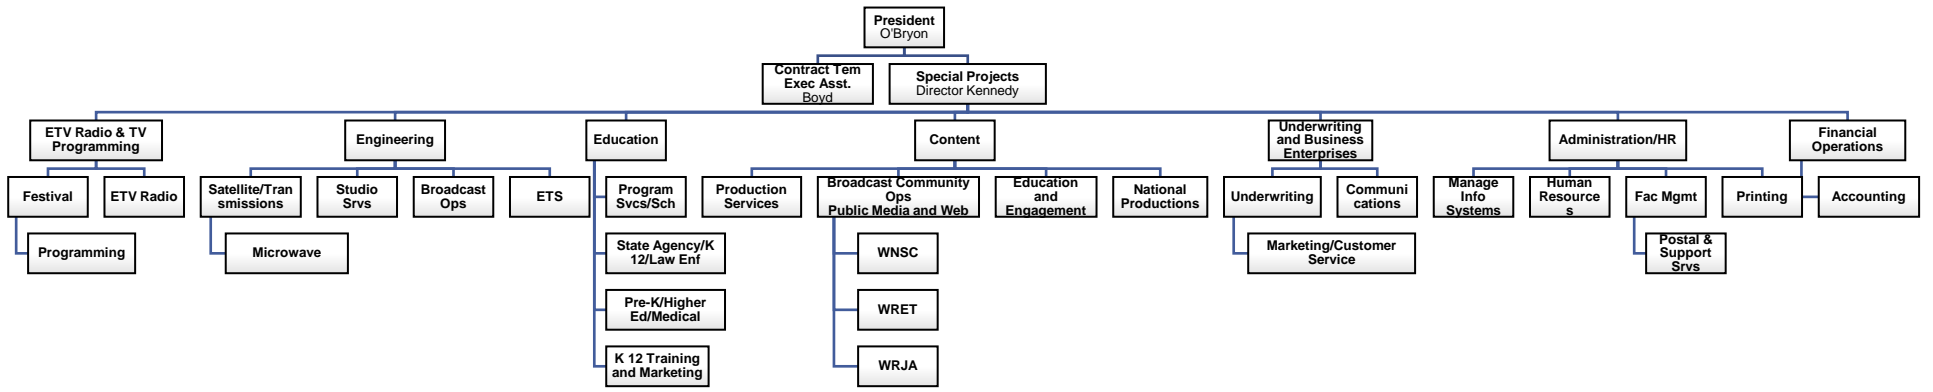 President
O'Bryon
Contract Tem
Exec Asst.
Boyd
Special Projects
Director Kennedy
ETV Radio & TV
Programming
Engineering
Education
Content
Underwriting
and Business
Enterprises
Administration/HR
Financial
Operations
Festival
ETV Radio
Satellite/Tran
smissions
Studio
Srvs
Broadcast
Ops
ETS
Program
Svcs/Sch
Production
Services
Broadcast Community
Ops
Public Media and Web
Education
and
Engagement
National
Productions
Underwriting
Communi
cations
Manage
Info
Systems
Human
Resource
s
Fac Mgmt
Printing
Accounting
Programming
Microwave
State Agency/K
12/Law Enf
WNSC
Marketing/Customer
Service
Postal &
Support
Srvs
Pre-K/Higher
Ed/Medical
WRET
K 12 Training
and Marketing
WRJA